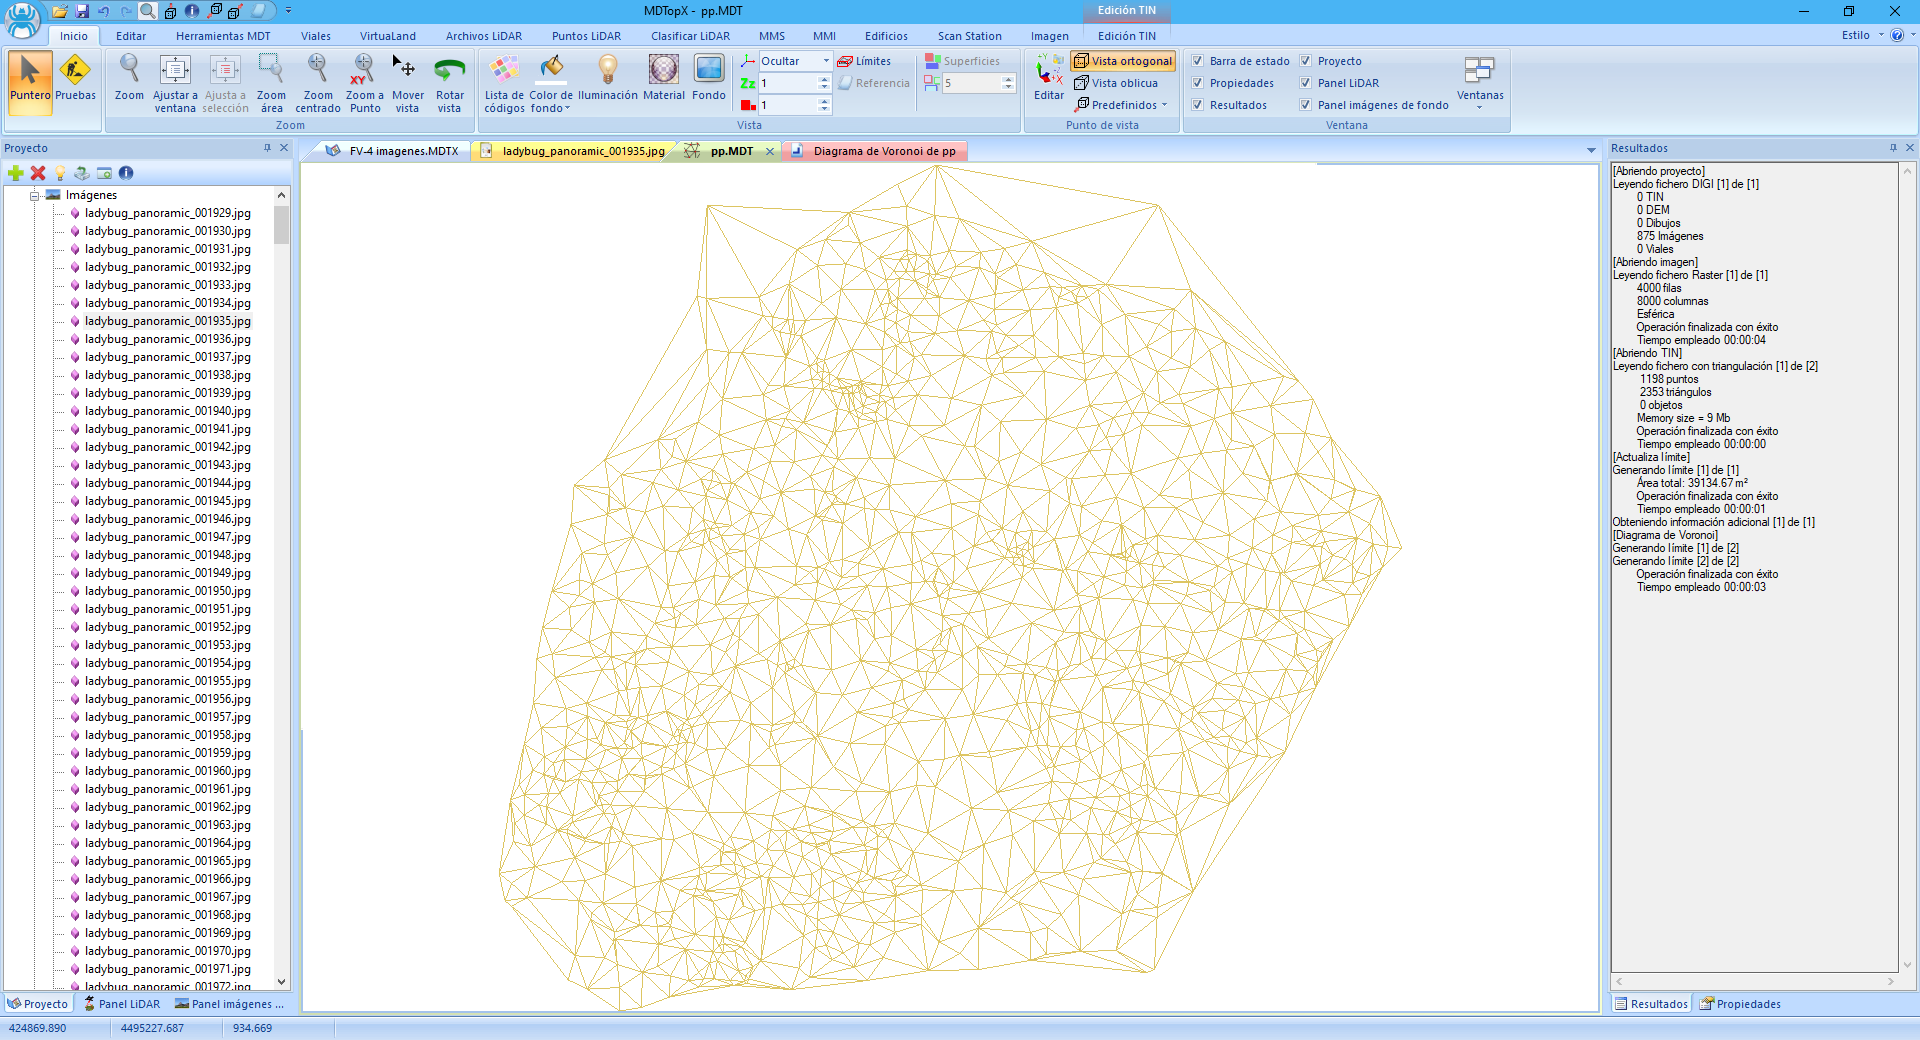 MDTopX - pp.MDT
Edición TIN
Inicio Editar Herramientas MDT Viales VirtuaLand Archivos LiDAR Puntos LiDAR Clasificar LiDAR MMS MMI Edificios Scan Station Imagen Edición TIN Estilo
Puntero
Pruebas
Zoom
Ajustar a ventana
Ajusta a selección
Zoom área
Zoom centrado
Zoom a Punto
Mover vista
Rotar vista
Zoom
Lista de códigos
Color de fondo
Iluminación
Material
Fondo
Ocultar
1
1
Límites
Referencia
Superficies
5
Vista
Editar
Vista ortogonal
Vista oblicua
Predefinidos
Punto de vista
Barra de estado
Propiedades
Resultados
Proyecto
Panel LiDAR
Panel imágenes de fondo
Ventanas
Ventana
Proyecto
Imágenes
ladybug_panoramic_001929.jpg
ladybug_panoramic_001930.jpg
ladybug_panoramic_001931.jpg
ladybug_panoramic_001932.jpg
ladybug_panoramic_001933.jpg
ladybug_panoramic_001934.jpg
ladybug_panoramic_001935.jpg
ladybug_panoramic_001936.jpg
ladybug_panoramic_001937.jpg
ladybug_panoramic_001938.jpg
ladybug_panoramic_001939.jpg
ladybug_panoramic_001940.jpg
ladybug_panoramic_001941.jpg
ladybug_panoramic_001942.jpg
ladybug_panoramic_001943.jpg
ladybug_panoramic_001944.jpg
ladybug_panoramic_001945.jpg
ladybug_panoramic_001946.jpg
ladybug_panoramic_001947.jpg
ladybug_panoramic_001948.jpg
ladybug_panoramic_001949.jpg
ladybug_panoramic_001950.jpg
ladybug_panoramic_001951.jpg
ladybug_panoramic_001952.jpg
ladybug_panoramic_001953.jpg
ladybug_panoramic_001954.jpg
ladybug_panoramic_001955.jpg
ladybug_panoramic_001956.jpg
ladybug_panoramic_001957.jpg
ladybug_panoramic_001958.jpg
ladybug_panoramic_001959.jpg
ladybug_panoramic_001960.jpg
ladybug_panoramic_001961.jpg
ladybug_panoramic_001962.jpg
ladybug_panoramic_001963.jpg
ladybug_panoramic_001964.jpg
ladybug_panoramic_001965.jpg
ladybug_panoramic_001966.jpg
ladybug_panoramic_001967.jpg
ladybug_panoramic_001968.jpg
ladybug_panoramic_001969.jpg
ladybug_panoramic_001970.jpg
ladybug_panoramic_001971.jpg
ladybug_panoramic_001972.jpg
Proyecto Panel LiDAR Panel imágenes ...
FV-4 imagenes.MDTX ladybug_panoramic_001935.jpg pp.MDT Diagrama de Voronoi de pp
Resultados
[Abriendo proyecto]
Leyendo fichero DIGI [1] de [1]
0 TIN
0 DEM
0 Dibujos
875 Imágenes
0 Viales
[Abriendo imagen]
Leyendo fichero Raster [1] de [1]
4000 filas
8000 columnas
Esférica
Operación finalizada con éxito
Tiempo empleado 00:00:04
[Abriendo TIN]
Leyendo fichero con triangulación [1] de [2]
1198 puntos
2353 triángulos
0 objetos
Memory size = 9 Mb
Operación finalizada con éxito
Tiempo empleado 00:00:00
[Actualiza límite]
Generando límite [1] de [1]
Área total: 39134.67 m²
Operación finalizada con éxito
Tiempo empleado 00:00:01
Obteniendo información adicional [1] de [1]
[Diagrama de Voronoi]
Generando límite [1] de [2]
Generando límite [2] de [2]
Operación finalizada con éxito
Tiempo empleado 00:00:03
Resultados Propiedades
424869.890 4495227.687 934.669